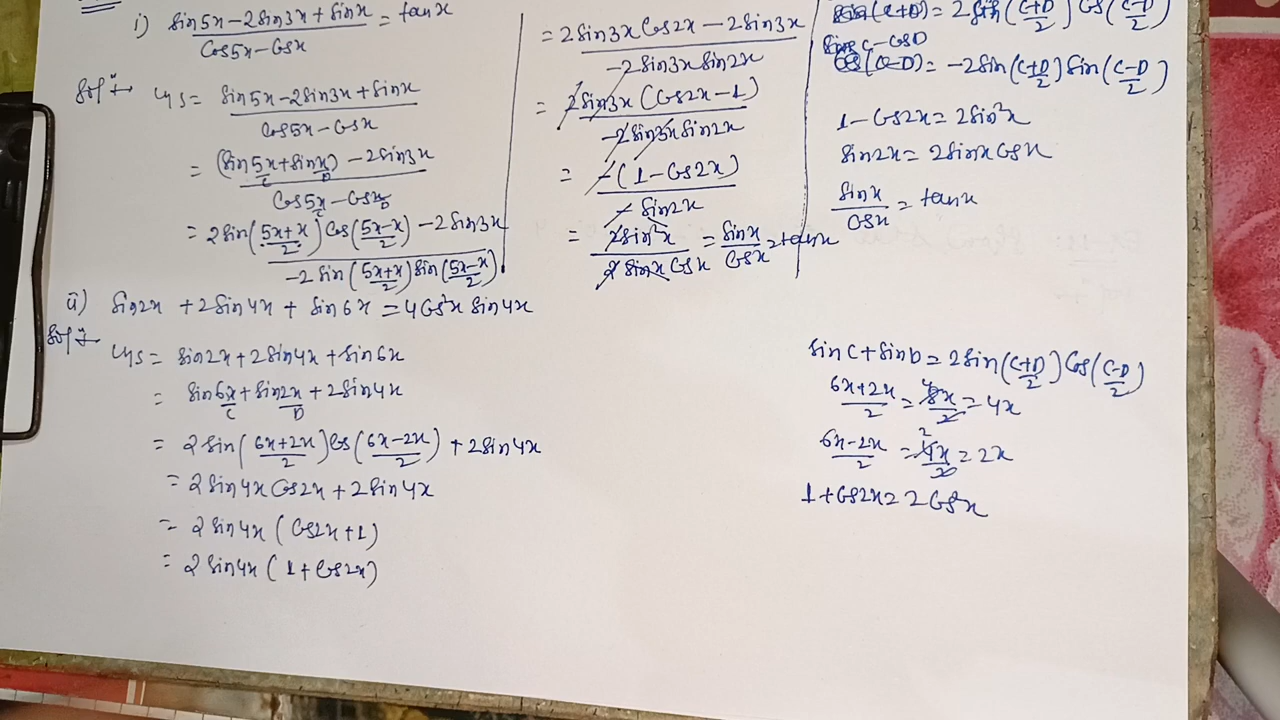 i) sin5x-2sin3x+sinx / cos5x-cosx = tanx
Solⁿ:- LHS = sin5x-2sin3x+sinx / cos5x-cosx
= (sin5x+sinx) - 2sin3x / cos5x-cosx
C D
C D
= 2sin(5x+x/2)cos(5x-x/2) - 2sin3x / -2sin(5x+x/2)sin(5x-x/2)
= 2sin3x cos2x - 2sin3x / -2sin3x sin2x
= 2sin3x(cos2x-1) / -2sin3x sin2x
= -(1-cos2x) / -sin2x
= 2sin²x / 2sinx cosx = sinx/cosx = tanx
(C+D) = 2sin(C+D/2)cos(C-D/2)
cosC-cosD
(C-D) = -2sin(C+D/2)sin(C-D/2)
1-cos2x = 2sin²x
sin2x = 2sinx cosx
sinx/cosx = tanx
ii) sin2x+2sin4x+sin6x = 4cos²x sin4x
Solⁿ:-
LHS = sin2x+2sin4x+sin6x
= sin6x+sin2x+2sin4x
C D
= 2sin(6x+2x/2)cos(6x-2x/2)+2sin4x
= 2sin4x cos2x+2sin4x
= 2sin4x(cos2x+1)
= 2sin4x(1+cos2x)
sinC+sinD = 2sin(C+D/2)cos(C-D/2)
6x+2x/2 = 8x/2 = 4x
6x-2x/2 = 4x/2 = 2x
1+cos2x = 2cos²x